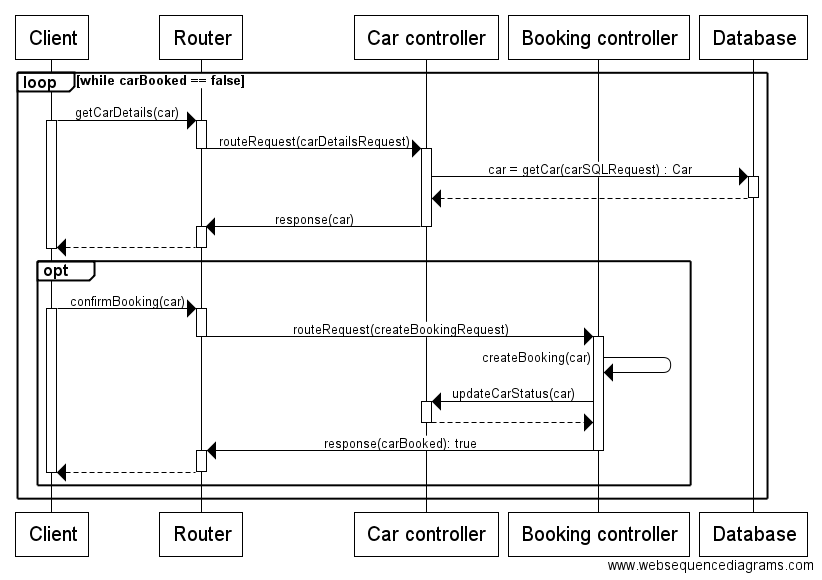 Client Router Car controller Booking controller Database
loop [while carBooked == false]
getCarDetails(car)
routeRequest(carDetailsRequest)
car = getCar(carSQLRequest) : Car
response(car)
opt
confirmBooking(car)
routeRequest(createBookingRequest)
createBooking(car)
updateCarStatus(car)
response(carBooked): true
Client Router Car controller Booking controller Database
www.websequencediagrams.com